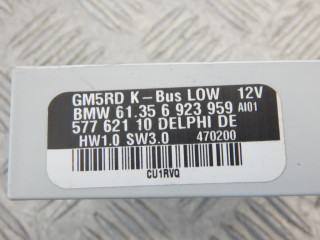 GM5RD K-Bus LOW 12V
BMW 61.35 6 923 959 AI01
577 621 10 DELPHI DE
HW1.0 SW3.0 470200
CU1RVQ